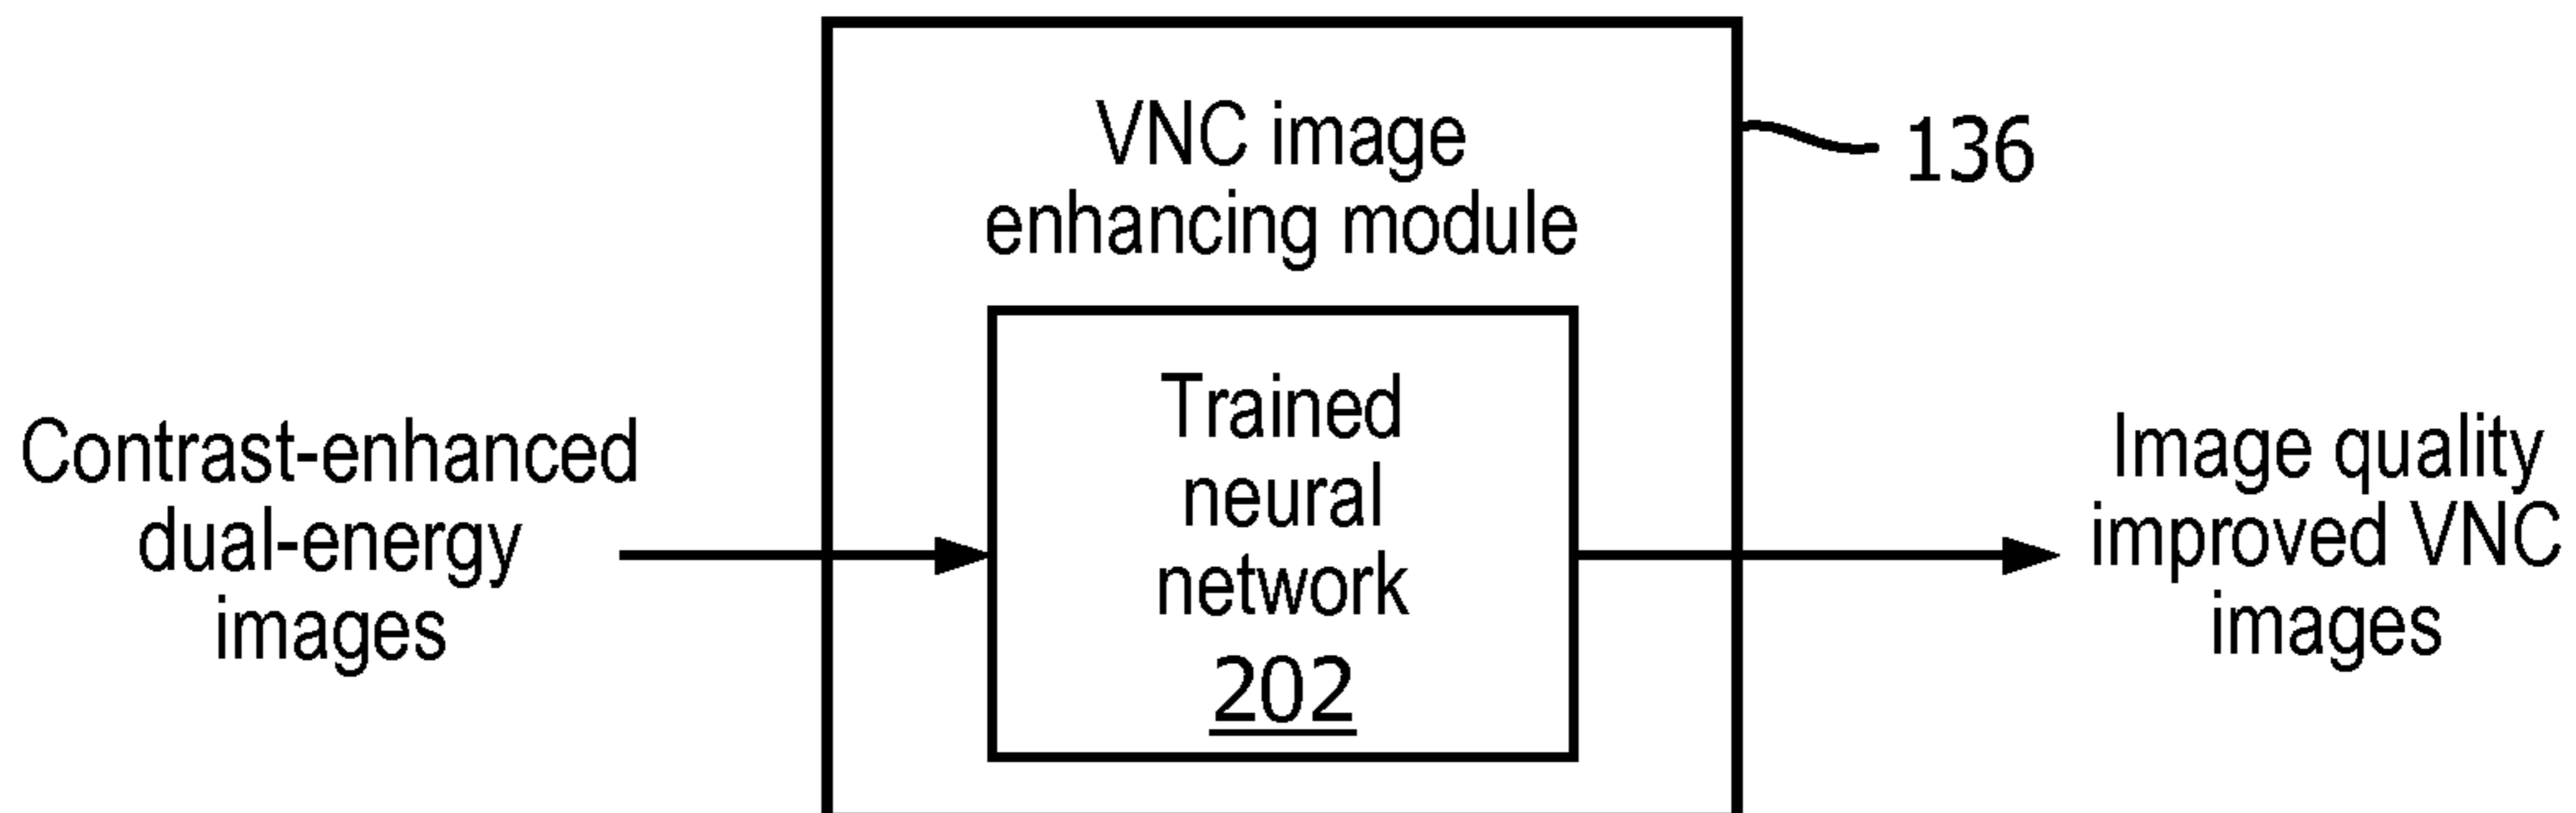 VNC image
enhancing module
136
Trained
neural
network
202
Contrast-enhanced
dual-energy
images
Image quality
improved VNC
images